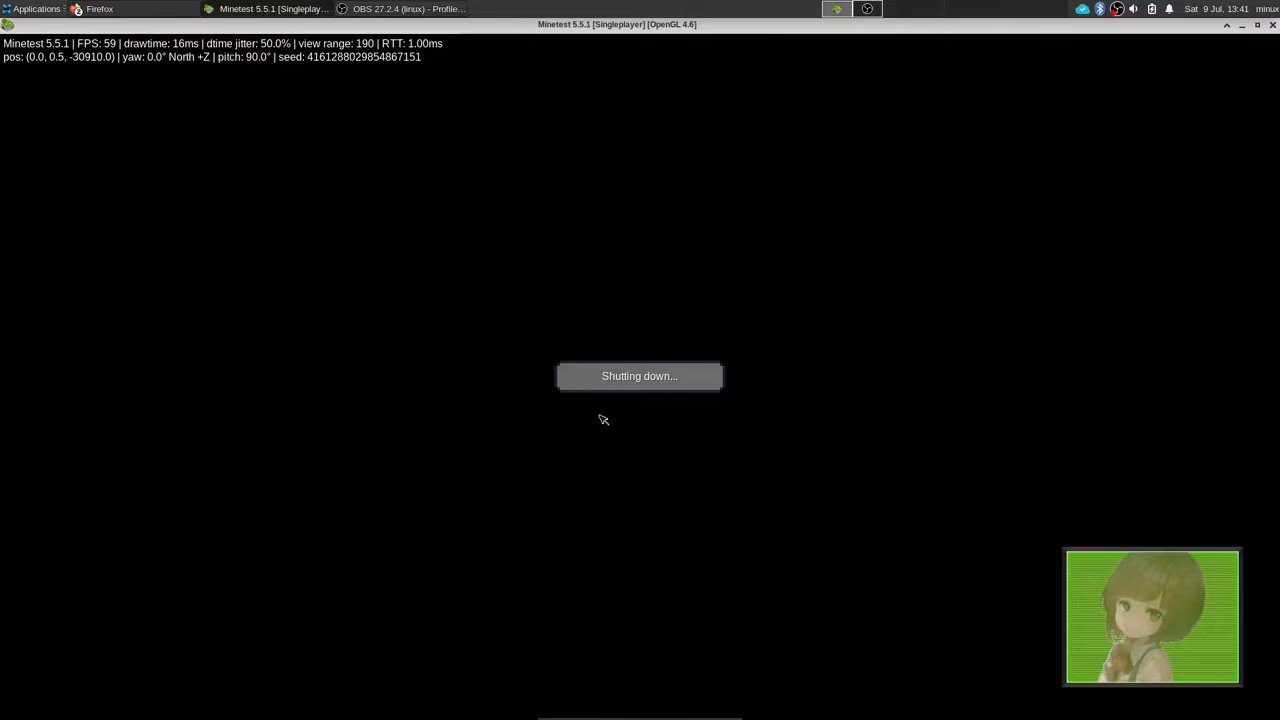 Applications
Firefox
Minetest 5.5.1 [Singleplay...
OBS 27.2.4 (linux) - Profile...
Sat 9 Jul, 13:41
minux
Minetest 5.5.1 [Singleplayer] [OpenGL 4.6]
Minetest 5.5.1 | FPS: 59 | drawtime: 16ms | dtime jitter: 50.0% | view range: 190 | RTT: 1.00ms
pos: (0.0, 0.5, -30910.0) | yaw: 0.0° North +Z | pitch: 90.0° | seed: 4161288029854867151
Shutting down...